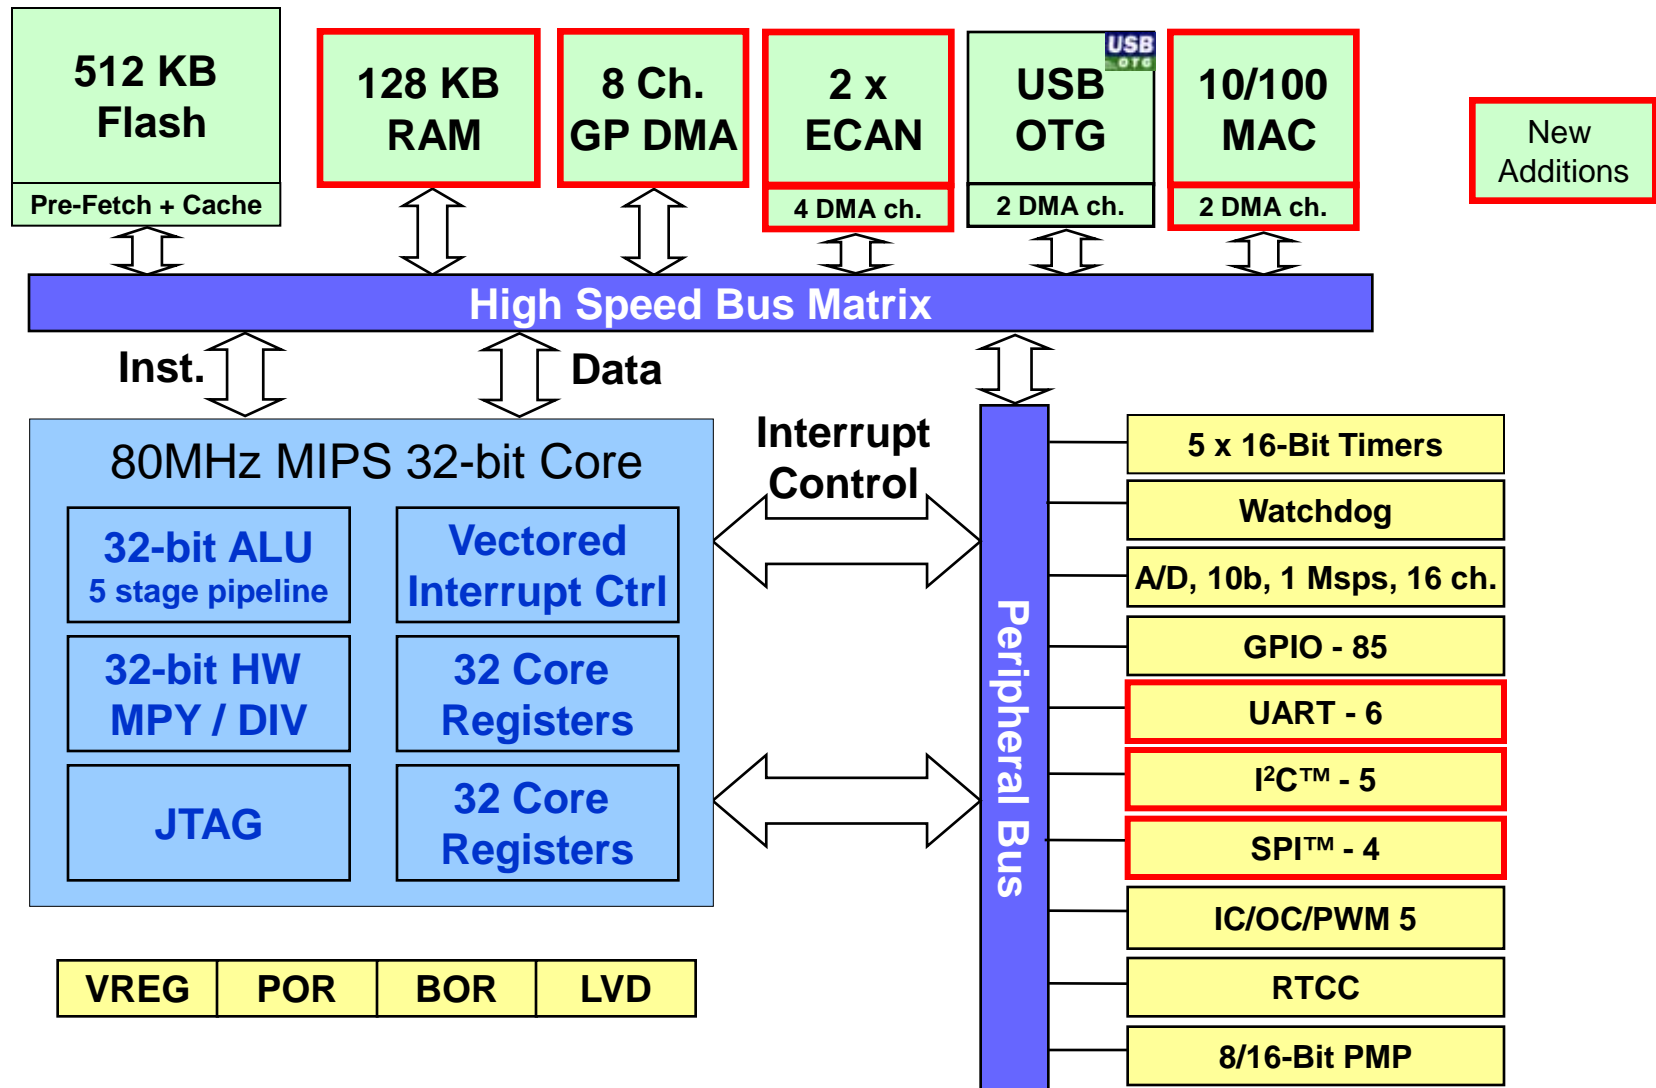 512 KB
Flash
Pre-Fetch + Cache
128 KB
RAM
8 Ch.
GP DMA
2 x
ECAN
4 DMA ch.
USB
OTG
USB
OTG
2 DMA ch.
10/100
MAC
2 DMA ch.
New
Additions
High Speed Bus Matrix
Inst.
Data
80MHz MIPS 32-bit Core
32-bit ALU
5 stage pipeline
Vectored
Interrupt Ctrl
32-bit HW
MPY / DIV
32 Core
Registers
JTAG
32 Core
Registers
Interrupt
Control
Peripheral Bus
5 x 16-Bit Timers
Watchdog
A/D, 10b, 1 Msps, 16 ch.
GPIO - 85
UART - 6
I²C™ - 5
SPI™ - 4
IC/OC/PWM 5
RTCC
8/16-Bit PMP
VREG POR BOR LVD